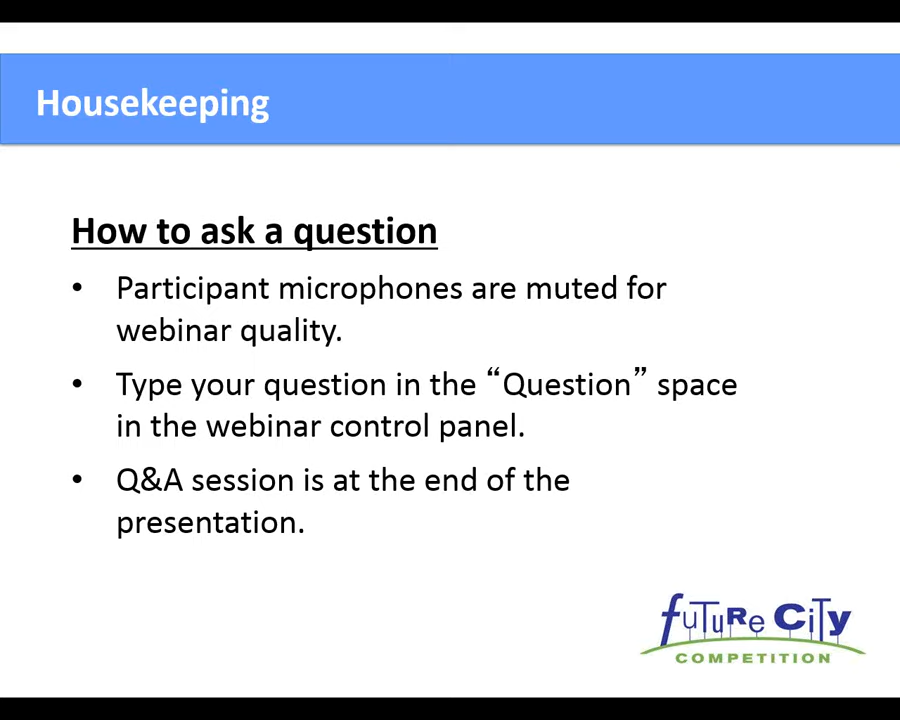 Housekeeping
How to ask a question
• Participant microphones are muted for
webinar quality.
• Type your question in the “Question” space
in the webinar control panel.
• Q&A session is at the end of the
presentation.
fuTuRe CiTy
COMPETITION